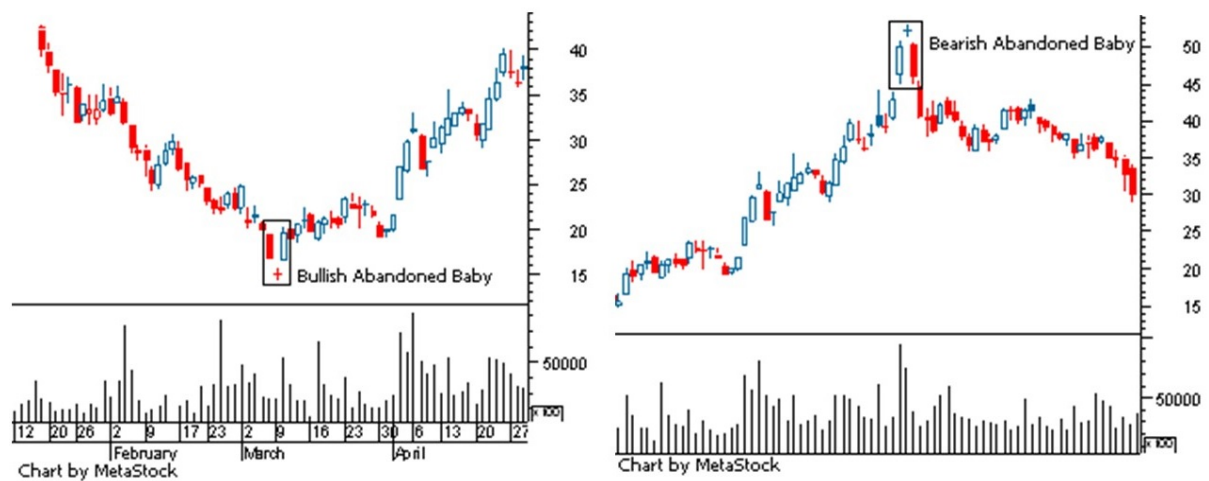 40
35
30
25
20
15
Bullish Abandoned Baby
50000
x 100
12 20 26 2 9 17 23 2 9 16 23 30 6 13 20 27
February March April
Chart by MetaStock
Bearish Abandoned Baby
50
45
40
35
30
25
20
15
50000
x 100
Chart by MetaStock